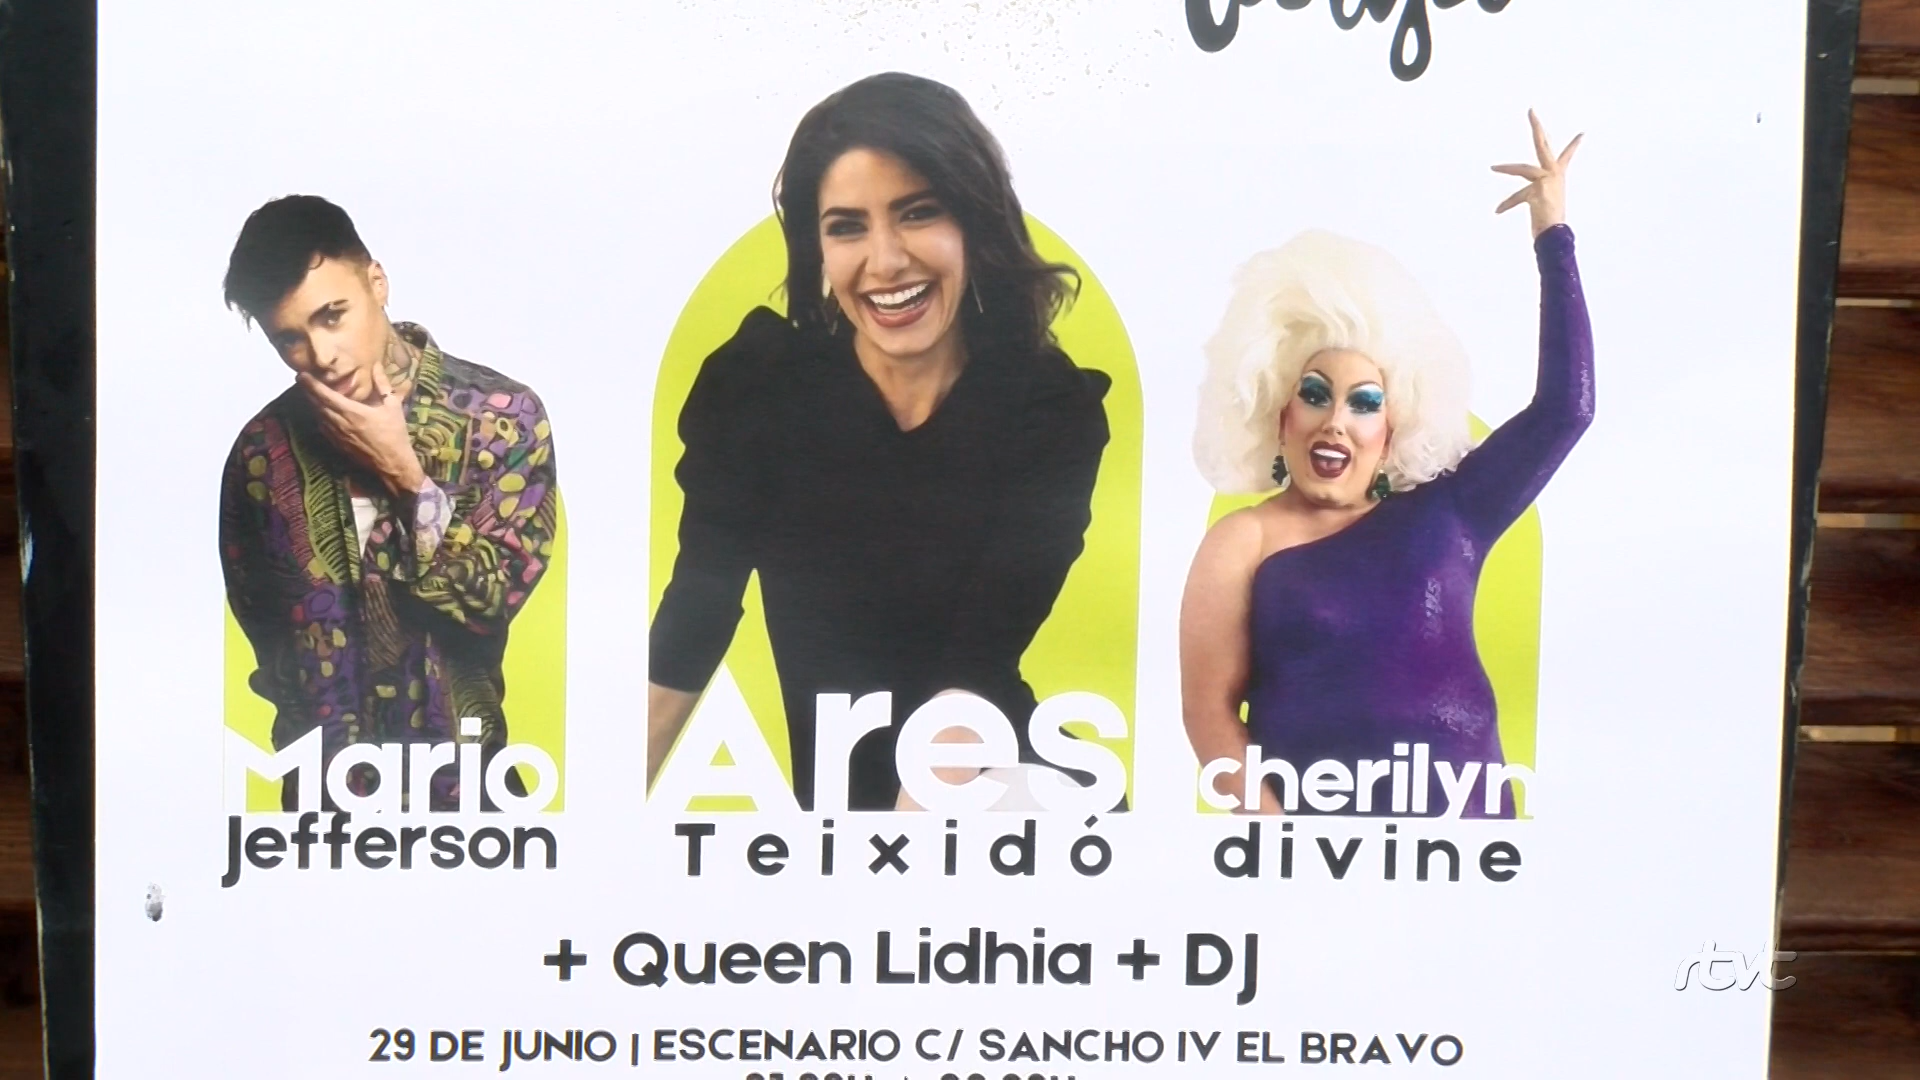 Mario
Jefferson
Ares
Teixidó
cherilyn
divine
+ Queen Lidhia + DJ
29 DE JUNIO | ESCENARIO C/ SANCHO IV EL BRAVO
rtvt